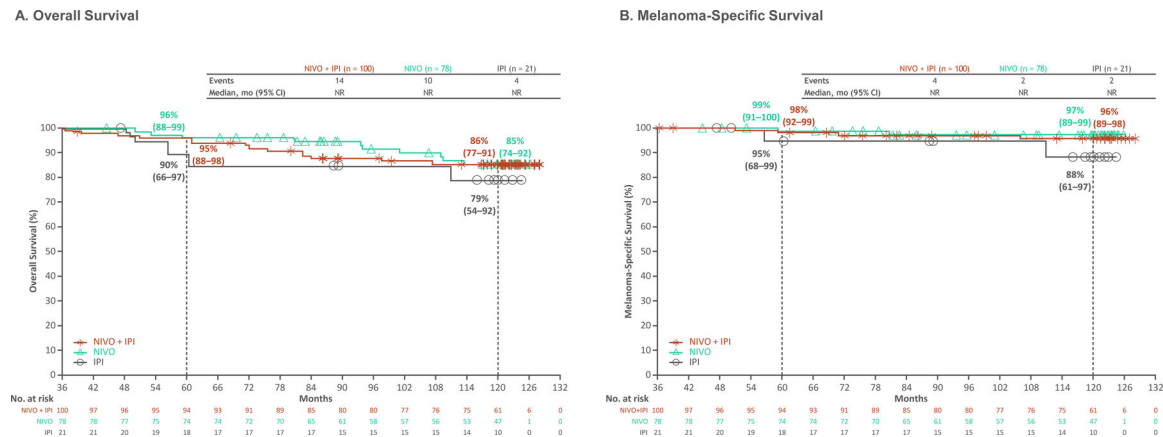 A. Overall Survival
NIVO + IPI (n = 100) NIVO (n = 78) IPI (n = 21)
Events 14 10 4
Median, mo (95% CI) NR NR NR
Overall Survival (%)
100
90
80
70
60
50
40
30
20
10
0
96%
(88–99)
95%
(88–98)
90%
(66–97)
86%
(77–91)
85%
(74–92)
79%
(54–92)
NIVO + IPI
NIVO
IPI
36 42 48 54 60 66 72 78 84 90 96 102 108 114 120 126 132
Months
No. at risk
NIVO + IPI 100 97 96 95 94 93 91 89 85 80 80 77 76 75 61 6 0
NIVO 78 78 77 75 74 74 72 70 65 61 58 57 56 53 47 1 0
IPI 21 21 20 19 18 17 17 17 17 15 15 15 15 14 10 0 0
B. Melanoma-Specific Survival
NIVO + IPI (n = 100) NIVO (n = 78) IPI (n = 21)
Events 4 2 2
Median, mo (95% CI) NR NR NR
Melanoma-Specific Survival (%)
100
90
80
70
60
50
40
30
20
10
0
99%
(91–100)
98%
(92–99)
95%
(68–99)
97%
(89–99)
96%
(89–98)
88%
(61–97)
NIVO + IPI
NIVO
IPI
36 42 48 54 60 66 72 78 84 90 96 102 108 114 120 126 132
Months
No. at risk
NIVO+IPI 100 97 96 95 94 93 91 89 85 80 80 77 76 75 61 6 0
NIVO 78 78 77 75 74 74 72 70 65 61 58 57 56 53 47 1 0
IPI 21 21 20 19 18 17 17 17 17 15 15 15 15 14 10 0 0